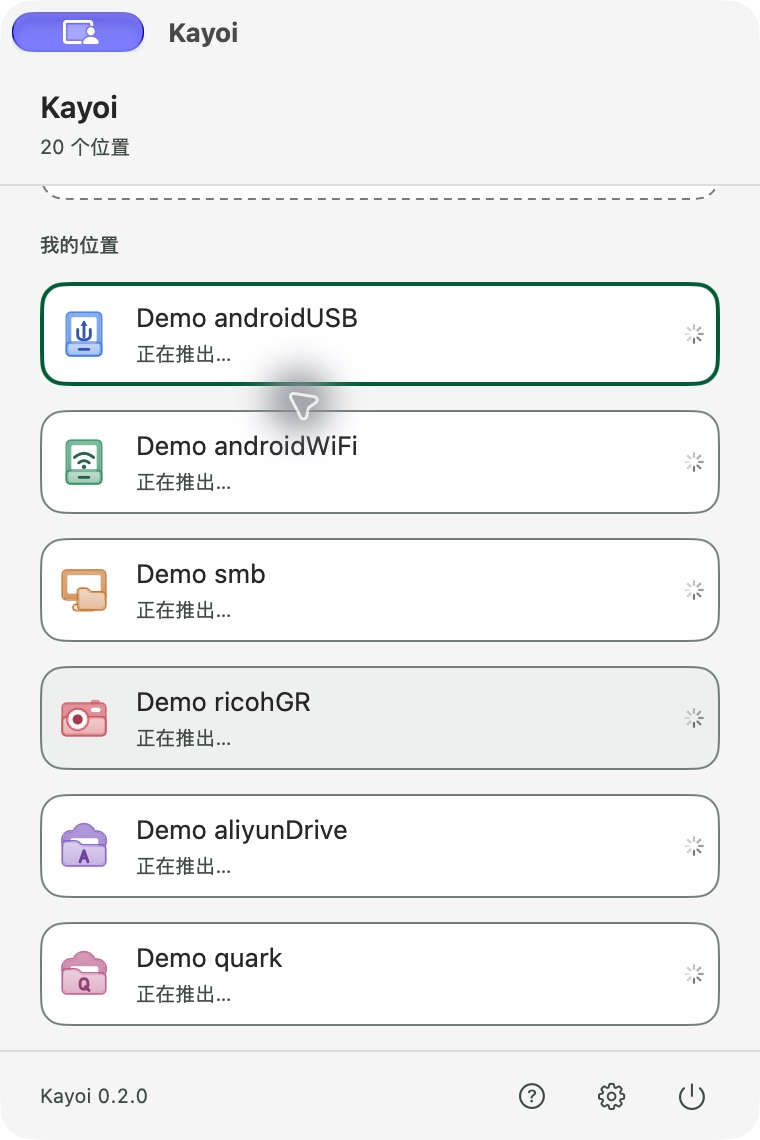 Kayoi
Kayoi
20 个位置
我的位置
Demo androidUSB
正在推出...
Demo androidWiFi
正在推出...
Demo smb
正在推出...
Demo ricohGR
正在推出...
A
Demo aliyunDrive
正在推出...
Q
Demo quark
正在推出...
Kayoi 0.2.0
?